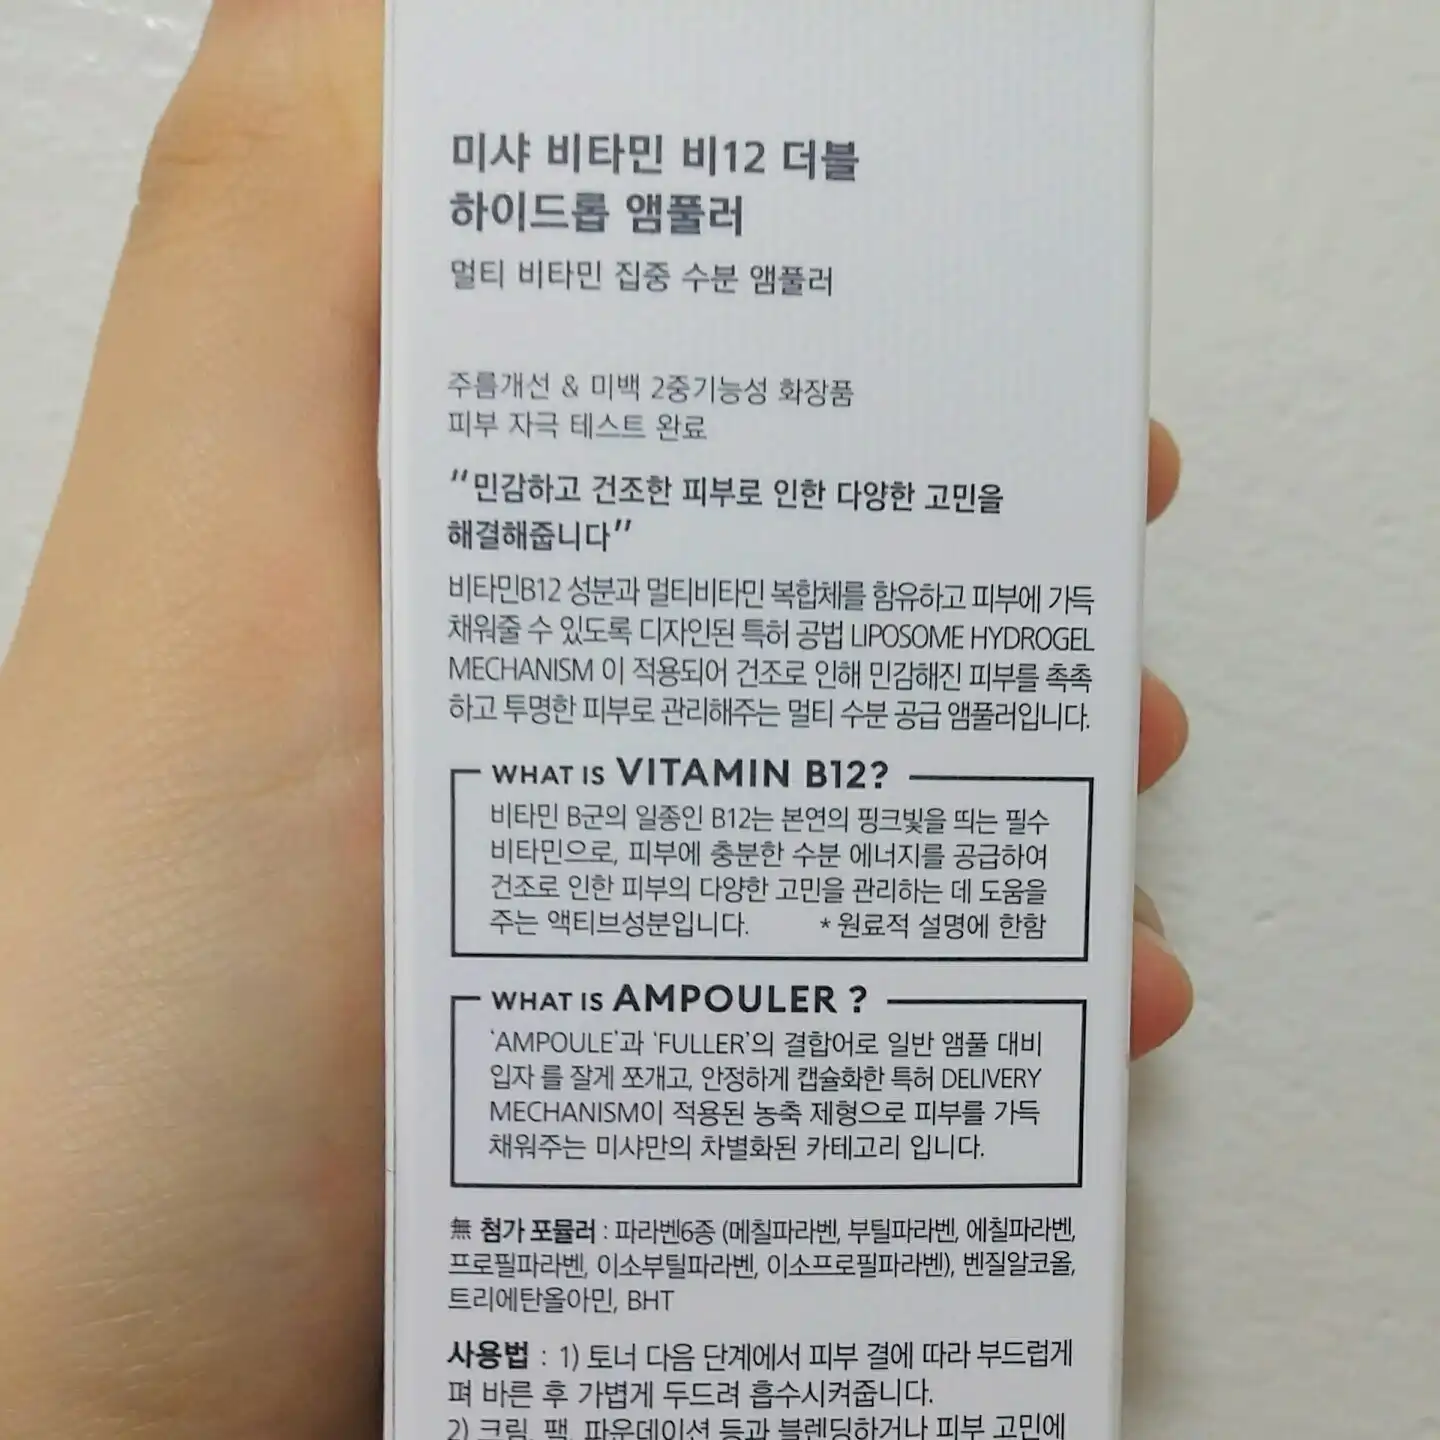 미샤 비타민 비12 더블
하이드롭 앰풀러
멀티 비타민 집중 수분 앰풀러
주름개선 & 미백 2중기능성 화장품
피부 자극 테스트 완료
"민감하고 건조한 피부로 인한 다양한 고민을
해결해줍니다"
비타민B12 성분과 멀티비타민 복합체를 함유하고 피부에 가득
채워줄 수 있도록 디자인된 특허 공법 LIPOSOME HYDROGEL
MECHANISM 이 적용되어 건조로 인해 민감해진 피부를 촉촉
하고 투명한 피부로 관리해주는 멀티 수분 공급 앰풀러입니다.
WHAT IS VITAMIN B12?
비타민 B군의 일종인 B12는 본연의 핑크빛을 띄는 필수
비타민으로, 피부에 충분한 수분 에너지를 공급하여
건조로 인한 피부의 다양한 고민을 관리하는 데 도움을
주는 액티브성분입니다. *원료적 설명에 한함
WHAT IS AMPOULER ?
'AMPOULE'과 'FULLER'의 결합어로 일반 앰풀 대비
입자 를 잘게 쪼개고, 안정하게 캡슐화한 특허 DELIVERY
MECHANISM이 적용된 농축 제형으로 피부를 가득
채워주는 미샤만의 차별화된 카테고리 입니다.
無 첨가 포뮬러 : 파라벤6종 (메칠파라벤, 부틸파라벤, 에칠파라벤,
프로필파라벤, 이소부틸파라벤, 이소프로필파라벤), 벤질알코올,
트리에탄올아민, BHT
사용법 : 1) 토너 다음 단계에서 피부 결에 따라 부드럽게
펴 바른 후 가볍게 두드려 흡수시켜줍니다.
2) 크림, 팩, 파운데이션 등과 블렌딩하거나 피부 고민에